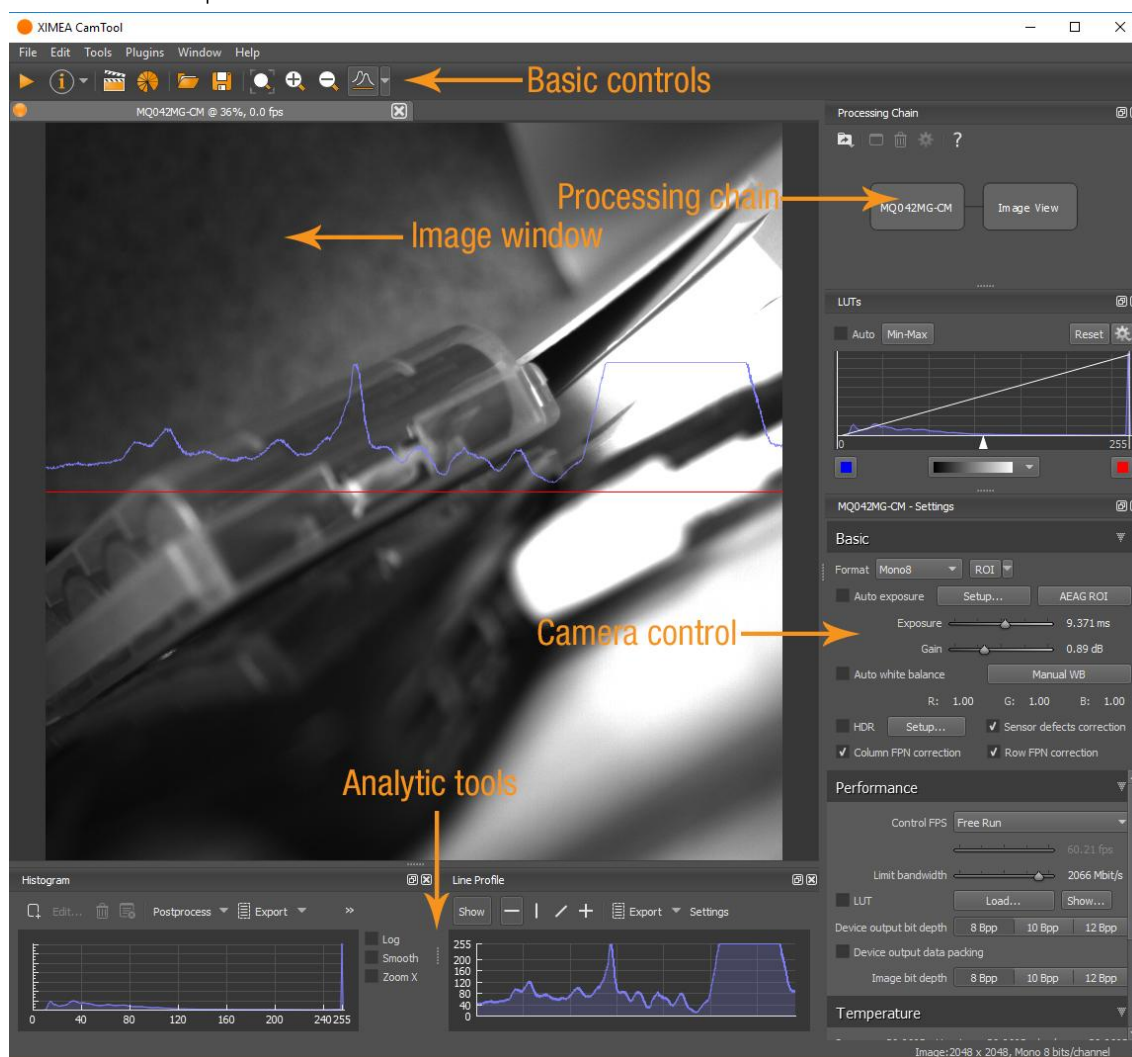 XIMEA CamTool
File Edit Tools Plugins Window Help
Basic controls
MQ042MG-CM @ 36%, 0.0 fps
Image window
Processing Chain
?
Processing chain
MQ042MG-CM Image View
LUTs
Auto Min-Max Reset
0 255
MQ042MG-CM - Settings
Basic
Format Mono8 ROI
Auto exposure Setup... AEAG ROI
Exposure 9.371 ms
Camera control
Gain 0.89 dB
Auto white balance Manual WB
R: 1.00 G: 1.00 B: 1.00
HDR Setup... Sensor defects correction
Column FPN correction Row FPN correction
Performance
Control FPS Free Run
60.21 fps
Limit bandwidth 2066 Mbit/s
LUT Load... Show...
Device output bit depth 8 Bpp 10 Bpp 12 Bpp
Device output data packing
Image bit depth 8 Bpp 10 Bpp 12 Bpp
Temperature
Analytic tools
Histogram
Edit... Postprocess Export »
Log
Smooth
Zoom X
0 40 80 120 160 200 240 255
Line Profile
Show Export Settings
255
200
160
120
80
40
0
Image:2048 x 2048, Mono 8 bits/channel